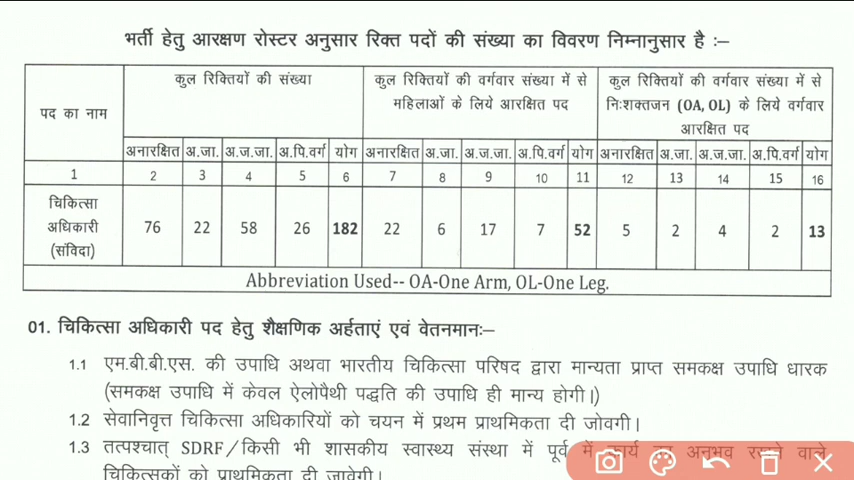 भर्ती हेतु आरक्षण रोस्टर अनुसार रिक्त पदों की संख्या का विवरण निम्नानुसार है :–
पद का नाम
कुल रिक्तियों की संख्या
कुल रिक्तियों की वर्गवार संख्या में से
महिलाओं के लिये आरक्षित पद
कुल रिक्तियों की वर्गवार संख्या में से
निःशक्तजन (OA, OL) के लिये वर्गवार
आरक्षित पद
अनारक्षित अ.जा. अ.ज.जा. अ.पि.वर्ग योग अनारक्षित अ.जा. अ.ज.जा. अ.पि.वर्ग योग अनारक्षित अ.जा. अ.ज.जा. अ.पि.वर्ग योग
1 2 3 4 5 6 7 8 9 10 11 12 13 14 15 16
चिकित्सा
अधिकारी
(संविदा)
76 22 58 26 182 22 6 17 7 52 5 2 4 2 13
Abbreviation Used-- OA-One Arm, OL-One Leg.
01. चिकित्सा अधिकारी पद हेतु शैक्षणिक अर्हताएं एवं वेतनमानः–
1.1 एम.बी.बी.एस. की उपाधि अथवा भारतीय चिकित्सा परिषद द्वारा मान्यता प्राप्त समकक्ष उपाधि धारक
(समकक्ष उपाधि में केवल ऐलोपैथी पद्धति की उपाधि ही मान्य होगी।)
1.2 सेवानिवृत्त चिकित्सा अधिकारियों को चयन में प्रथम प्राथमिकता दी जोवगी।
1.3 तत्पश्चात् SDRF/किसी भी शासकीय स्वास्थ्य संस्था में पूर्व में कार्य का अनुभव रखने वाले
चिकित्सकों को प्राथमिकता दी जावेगी।